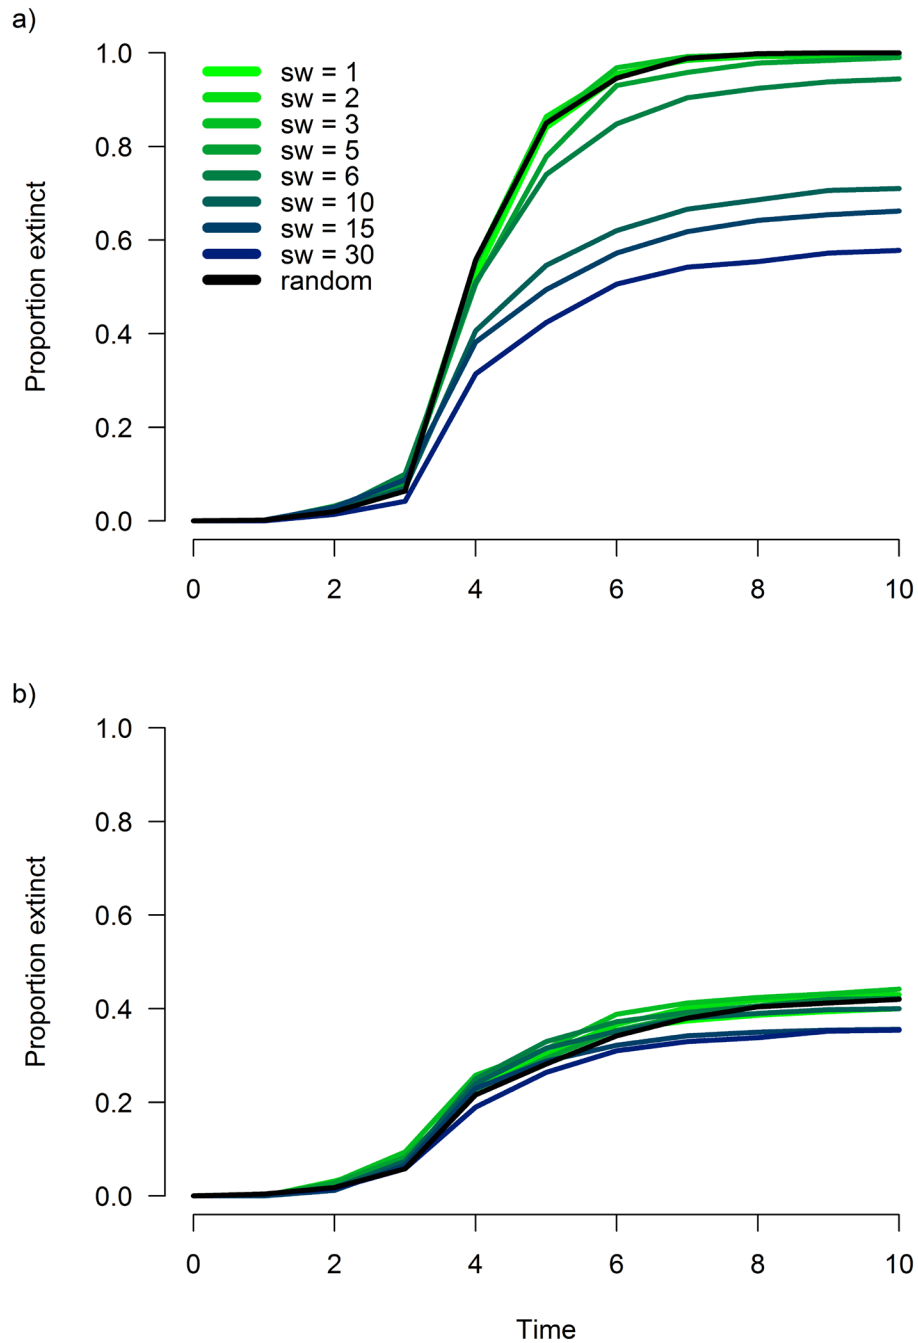 a)
Proportion extinct
1.0
0.8
0.6
0.4
0.2
0.0
sw = 1
sw = 2
sw = 3
sw = 5
sw = 6
sw = 10
sw = 15
sw = 30
random
0 2 4 6 8 10
b)
Proportion extinct
1.0
0.8
0.6
0.4
0.2
0.0
0 2 4 6 8 10
Time